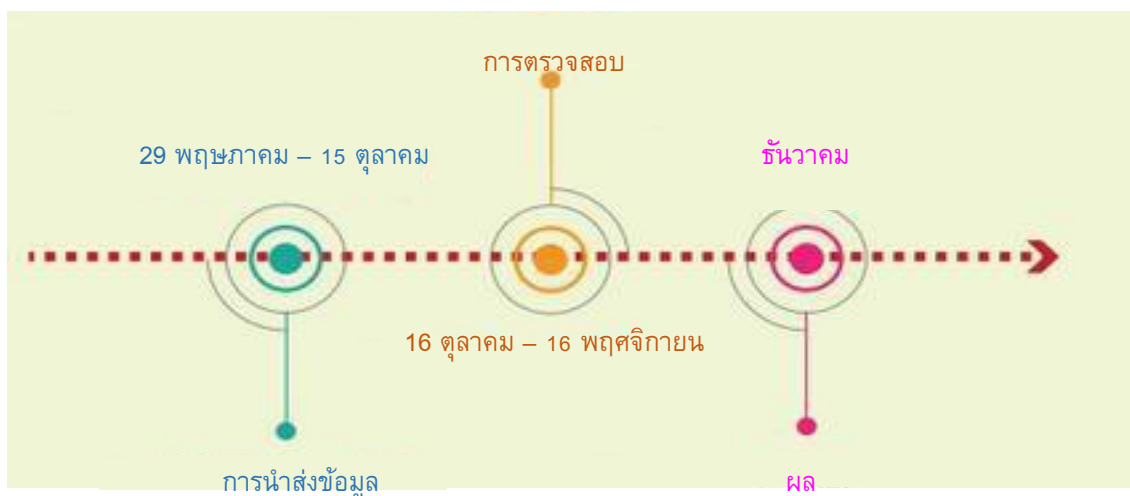 การตรวจสอบ
29 พฤษภาคม – 15 ตุลาคม
ธันวาคม
16 ตุลาคม – 16 พฤศจิกายน
การนำส่งข้อมูล
ผล